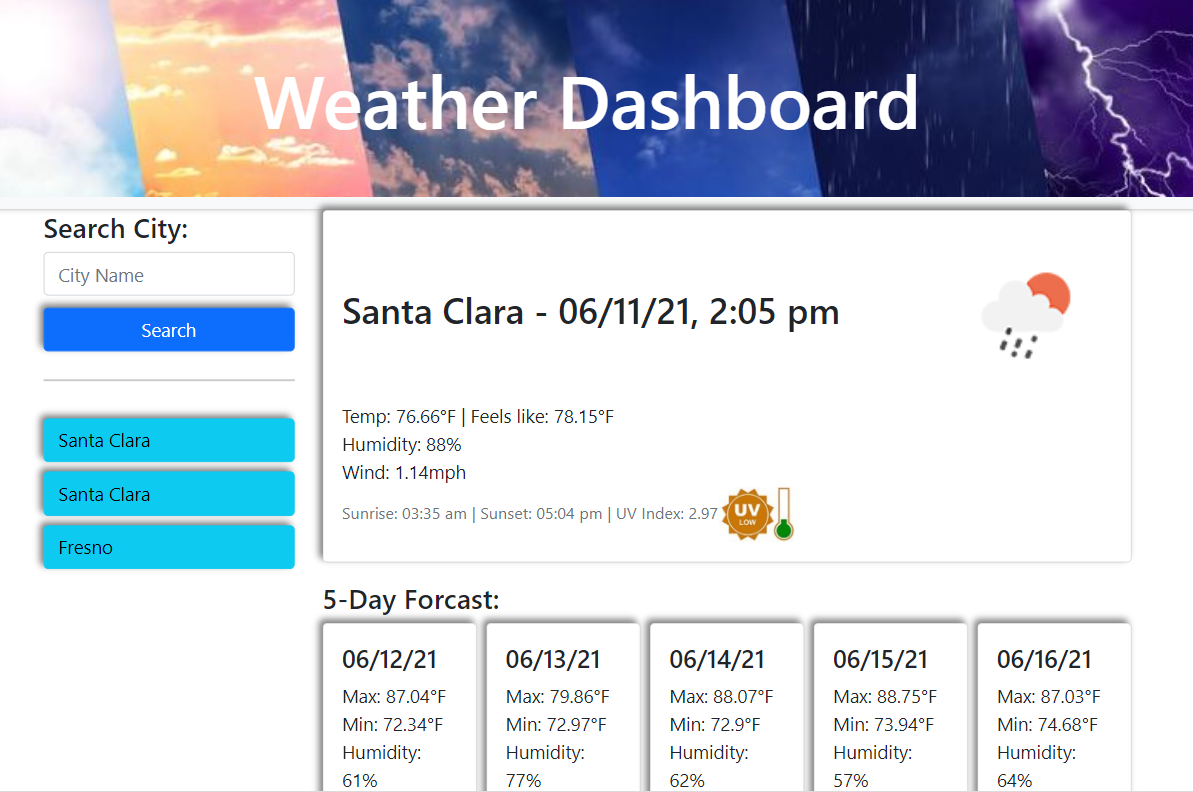 Weather Dashboard
Search City:
City Name
Search
Santa Clara
Santa Clara
Fresno
Santa Clara - 06/11/21, 2:05 pm
Temp: 76.66°F | Feels like: 78.15°F
Humidity: 88%
Wind: 1.14mph
Sunrise: 03:35 am | Sunset: 05:04 pm | UV Index: 2.97
UV
LOW
5-Day Forcast:
06/12/21
Max: 87.04°F
Min: 72.34°F
Humidity:
61%
06/13/21
Max: 79.86°F
Min: 72.97°F
Humidity:
77%
06/14/21
Max: 88.07°F
Min: 72.9°F
Humidity:
62%
06/15/21
Max: 88.75°F
Min: 73.94°F
Humidity:
57%
06/16/21
Max: 87.03°F
Min: 74.68°F
Humidity:
64%